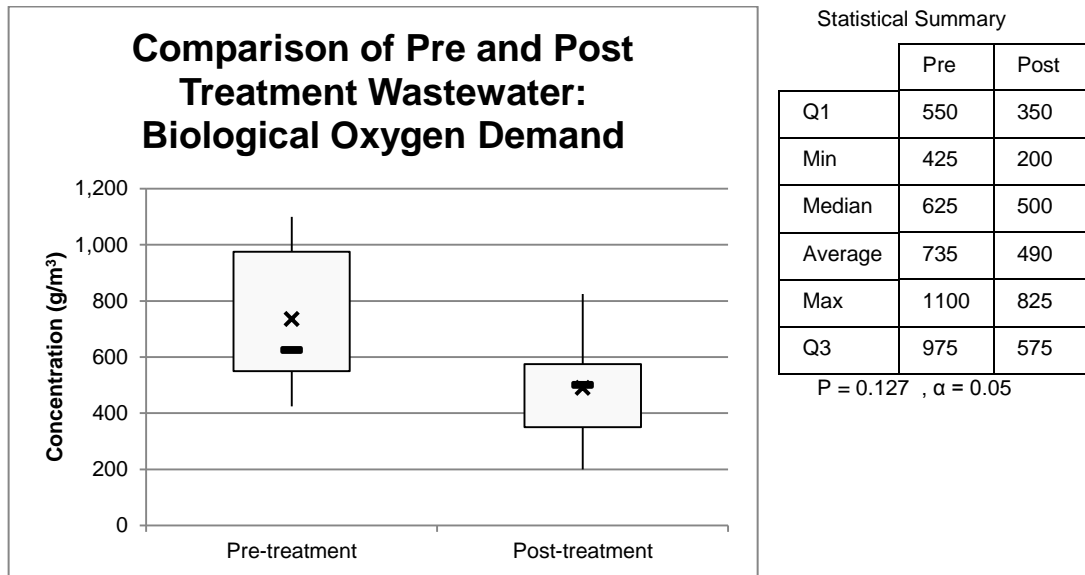 Comparison of Pre and Post
Treatment Wastewater:
Biological Oxygen Demand
Concentration (g/m³)
1,200
1,000
800
600
400
200
0
Pre-treatment Post-treatment
Statistical Summary
Pre Post
Q1 550 350
Min 425 200
Median 625 500
Average 735 490
Max 1100 825
Q3 975 575
P = 0.127 , α = 0.05